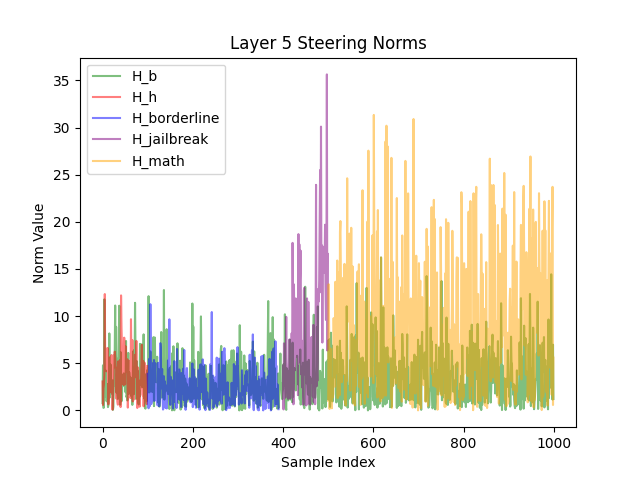 Layer 5 Steering Norms
H_b
H_h
H_borderline
H_jailbreak
H_math
Norm Value
35
30
25
20
15
10
5
0
0 200 400 600 800 1000
Sample Index